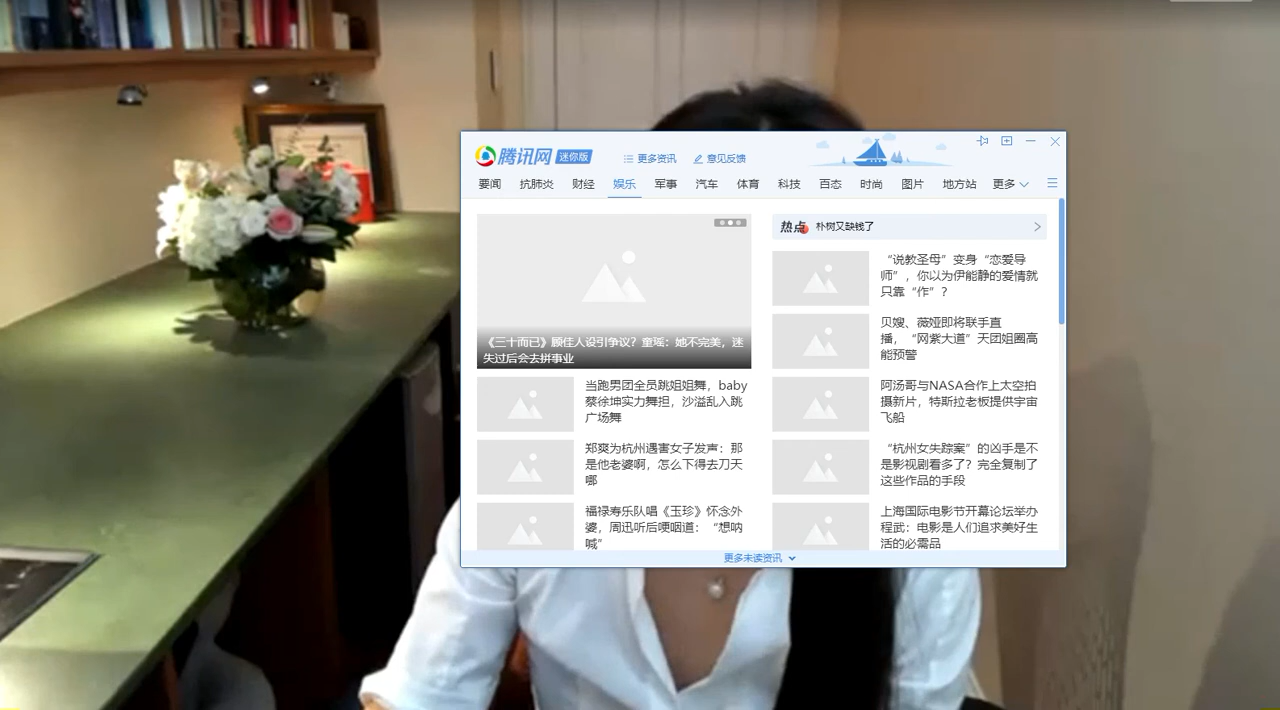 腾讯网 迷你版 更多资讯 意见反馈
要闻 抗肺炎 财经 娱乐 军事 汽车 体育 科技 百态 时尚 图片 地方站 更多
《三十而已》顾佳人设引争议？童瑶：她不完美，迷
失过后会去拼事业
当跑男团全员跳姐姐舞，baby
蔡徐坤实力舞担，沙溢乱入跳
广场舞
郑爽为杭州遇害女子发声：那
是他老婆啊，怎么下得去刀天
哪
福禄寿乐队唱《玉珍》怀念外
婆，周迅听后哽咽道：“想呐
喊”
热点 朴树又缺钱了
“说教圣母”变身“恋爱导
师”，你以为伊能静的爱情就
只靠“作”？
贝嫂、薇娅即将联手直
播，“网紫大道”天团姐圈高
能预警
阿汤哥与NASA合作上太空拍
摄新片，特斯拉老板提供宇宙
飞船
“杭州女失踪案”的凶手是不
是影视剧看多了？完全复制了
这些作品的手段
上海国际电影节开幕论坛举办
程武：电影是人们追求美好生
活的必需品
更多未读资讯